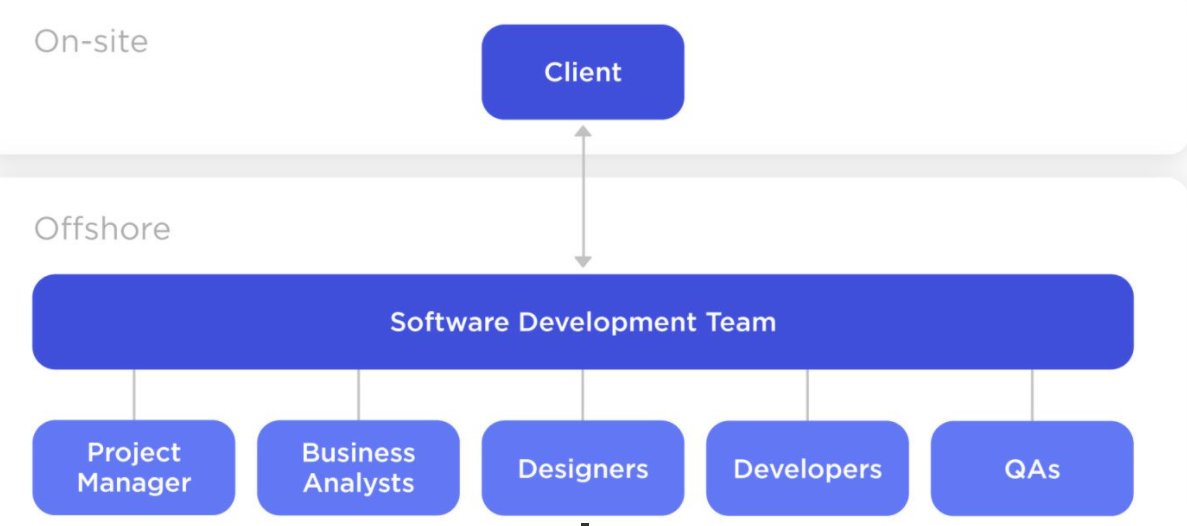 On-site
Client
Offshore
Software Development Team
Project
Manager
Business
Analysts
Designers
Developers
QAs